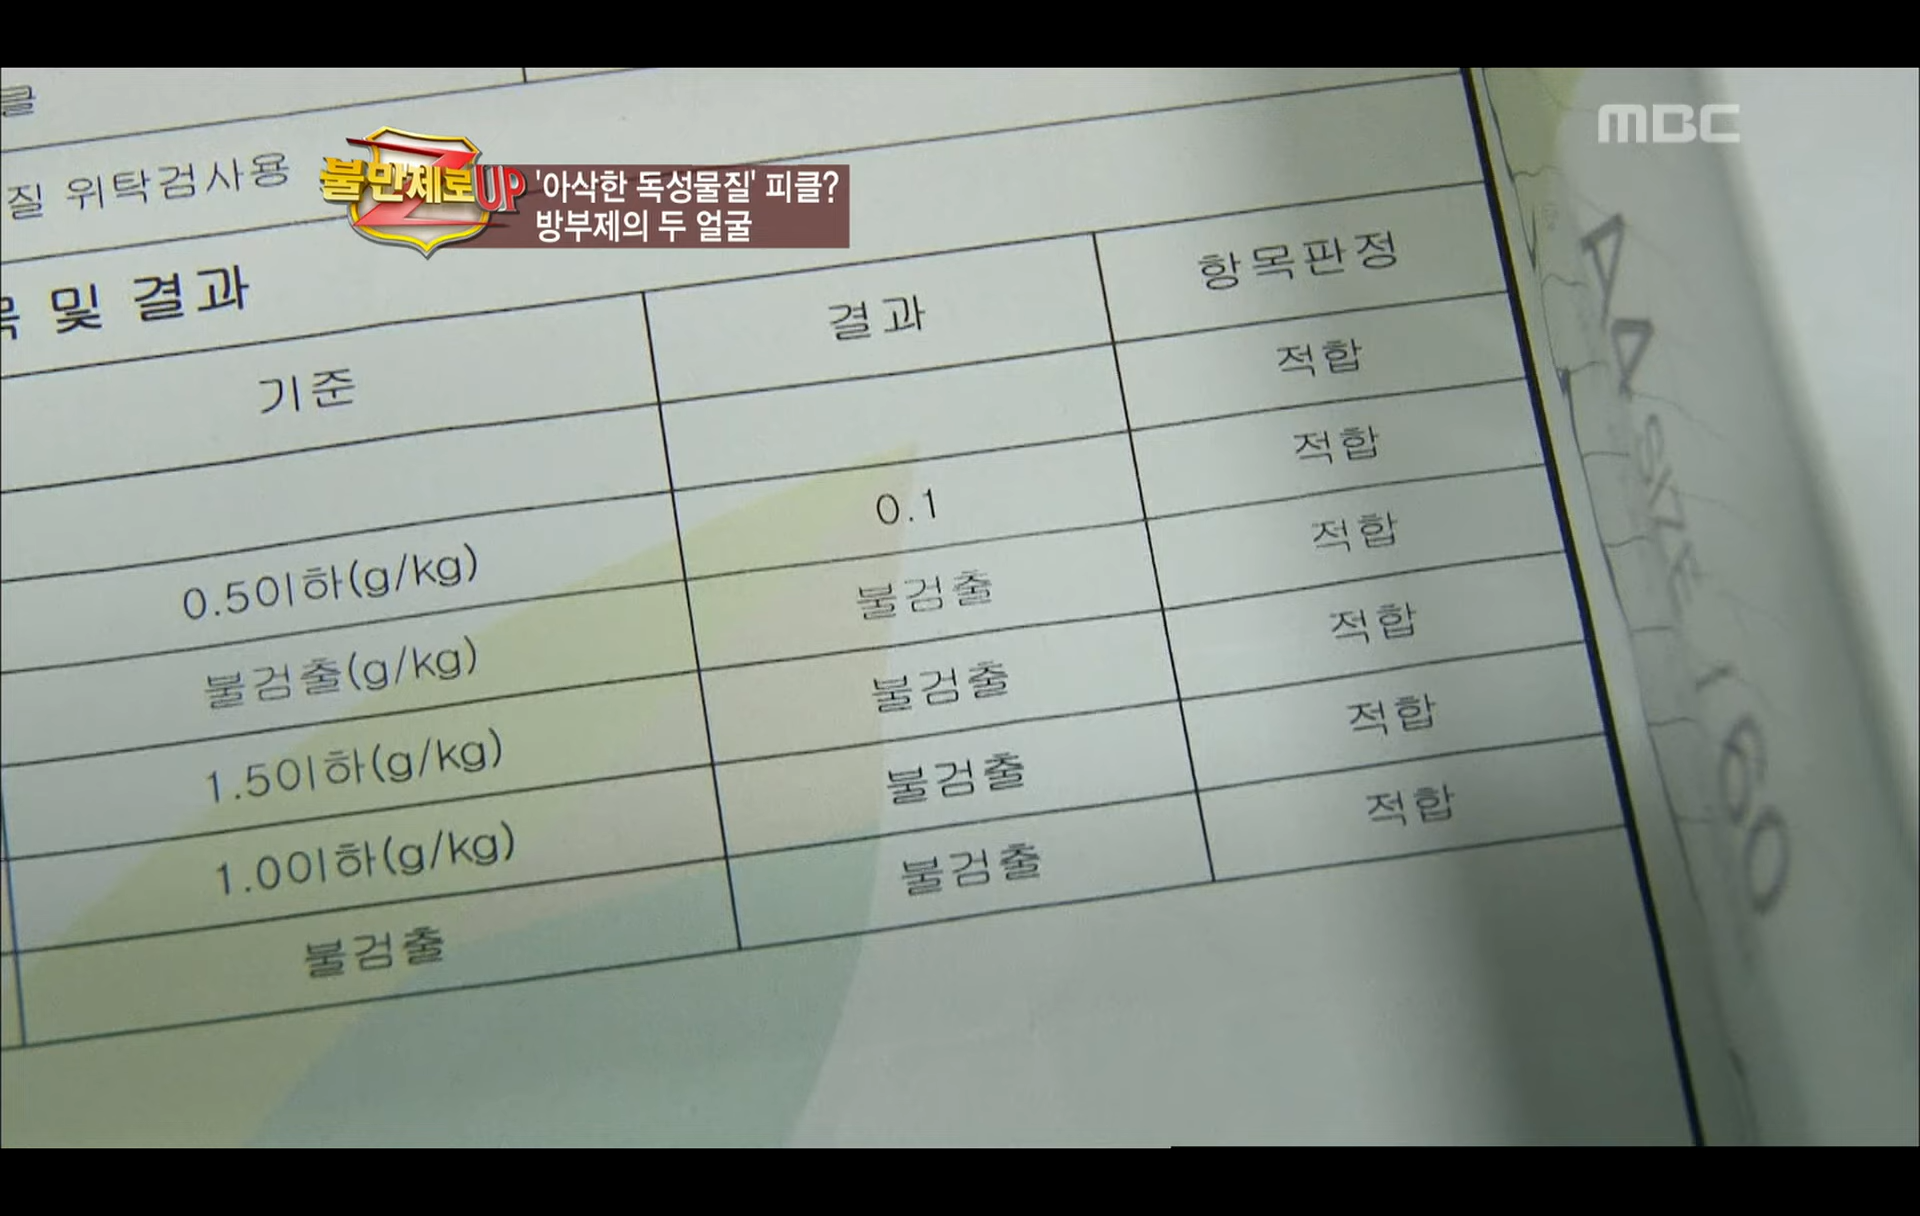 MBC
불만제로UP '아삭한 독성물질' 피클?
방부제의 두 얼굴
클
질 위탁검사용
및 결과
기준 결과 항목판정
적합
0.5이하(g/kg) 0.1 적합
불검출(g/kg) 불검출 적합
1.5이하(g/kg) 불검출 적합
1.0이하(g/kg) 불검출 적합
불검출 불검출 적합
60